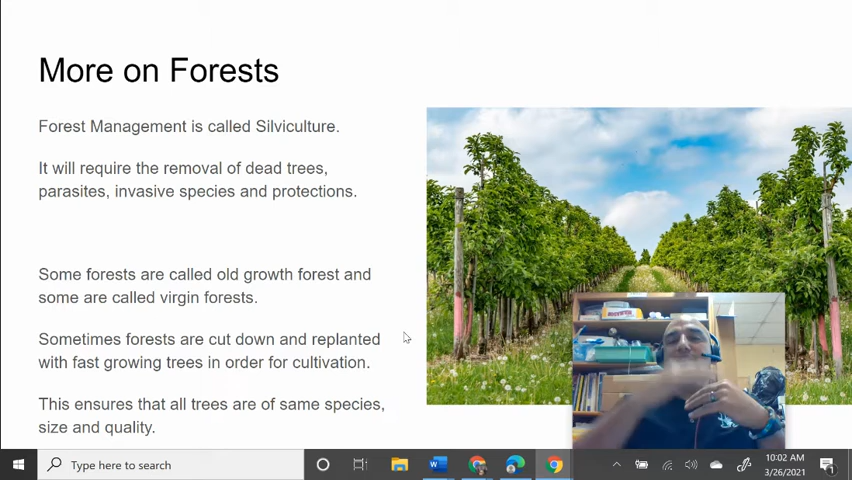 More on Forests
Forest Management is called Silviculture.
It will require the removal of dead trees,
parasites, invasive species and protections.
Some forests are called old growth forest and
some are called virgin forests.
Sometimes forests are cut down and replanted
with fast growing trees in order for cultivation.
This ensures that all trees are of same species,
size and quality.
Type here to search
10:02 AM
3/26/2021